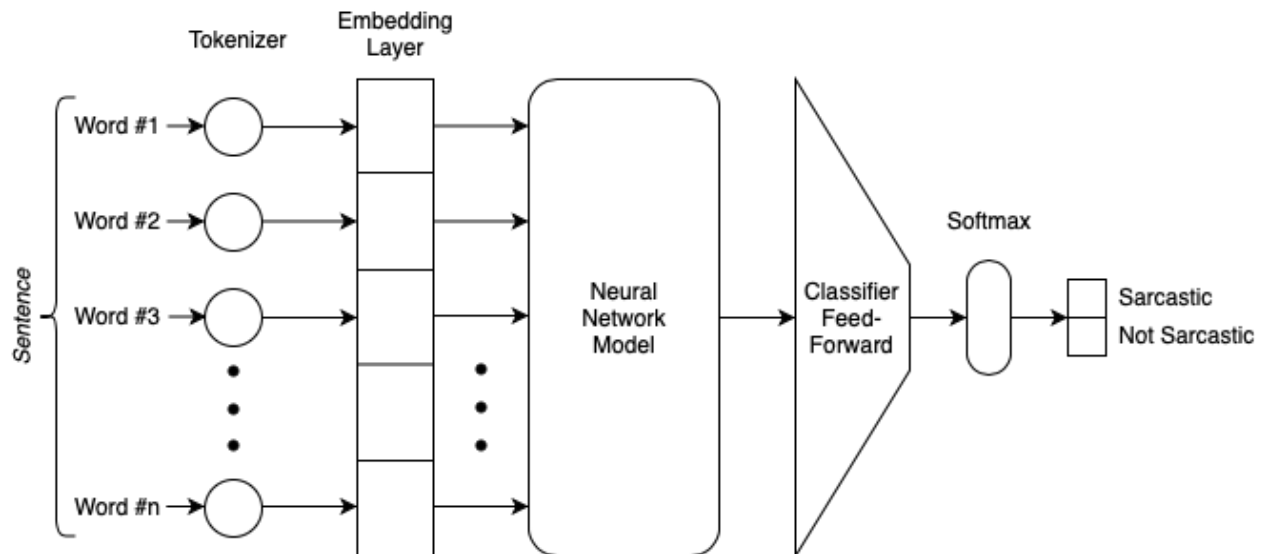 Tokenizer
Embedding
Layer
Sentence
Word #1
Word #2
Word #3
Word #n
Neural
Network
Model
Classifier
Feed-
Forward
Softmax
Sarcastic
Not Sarcastic